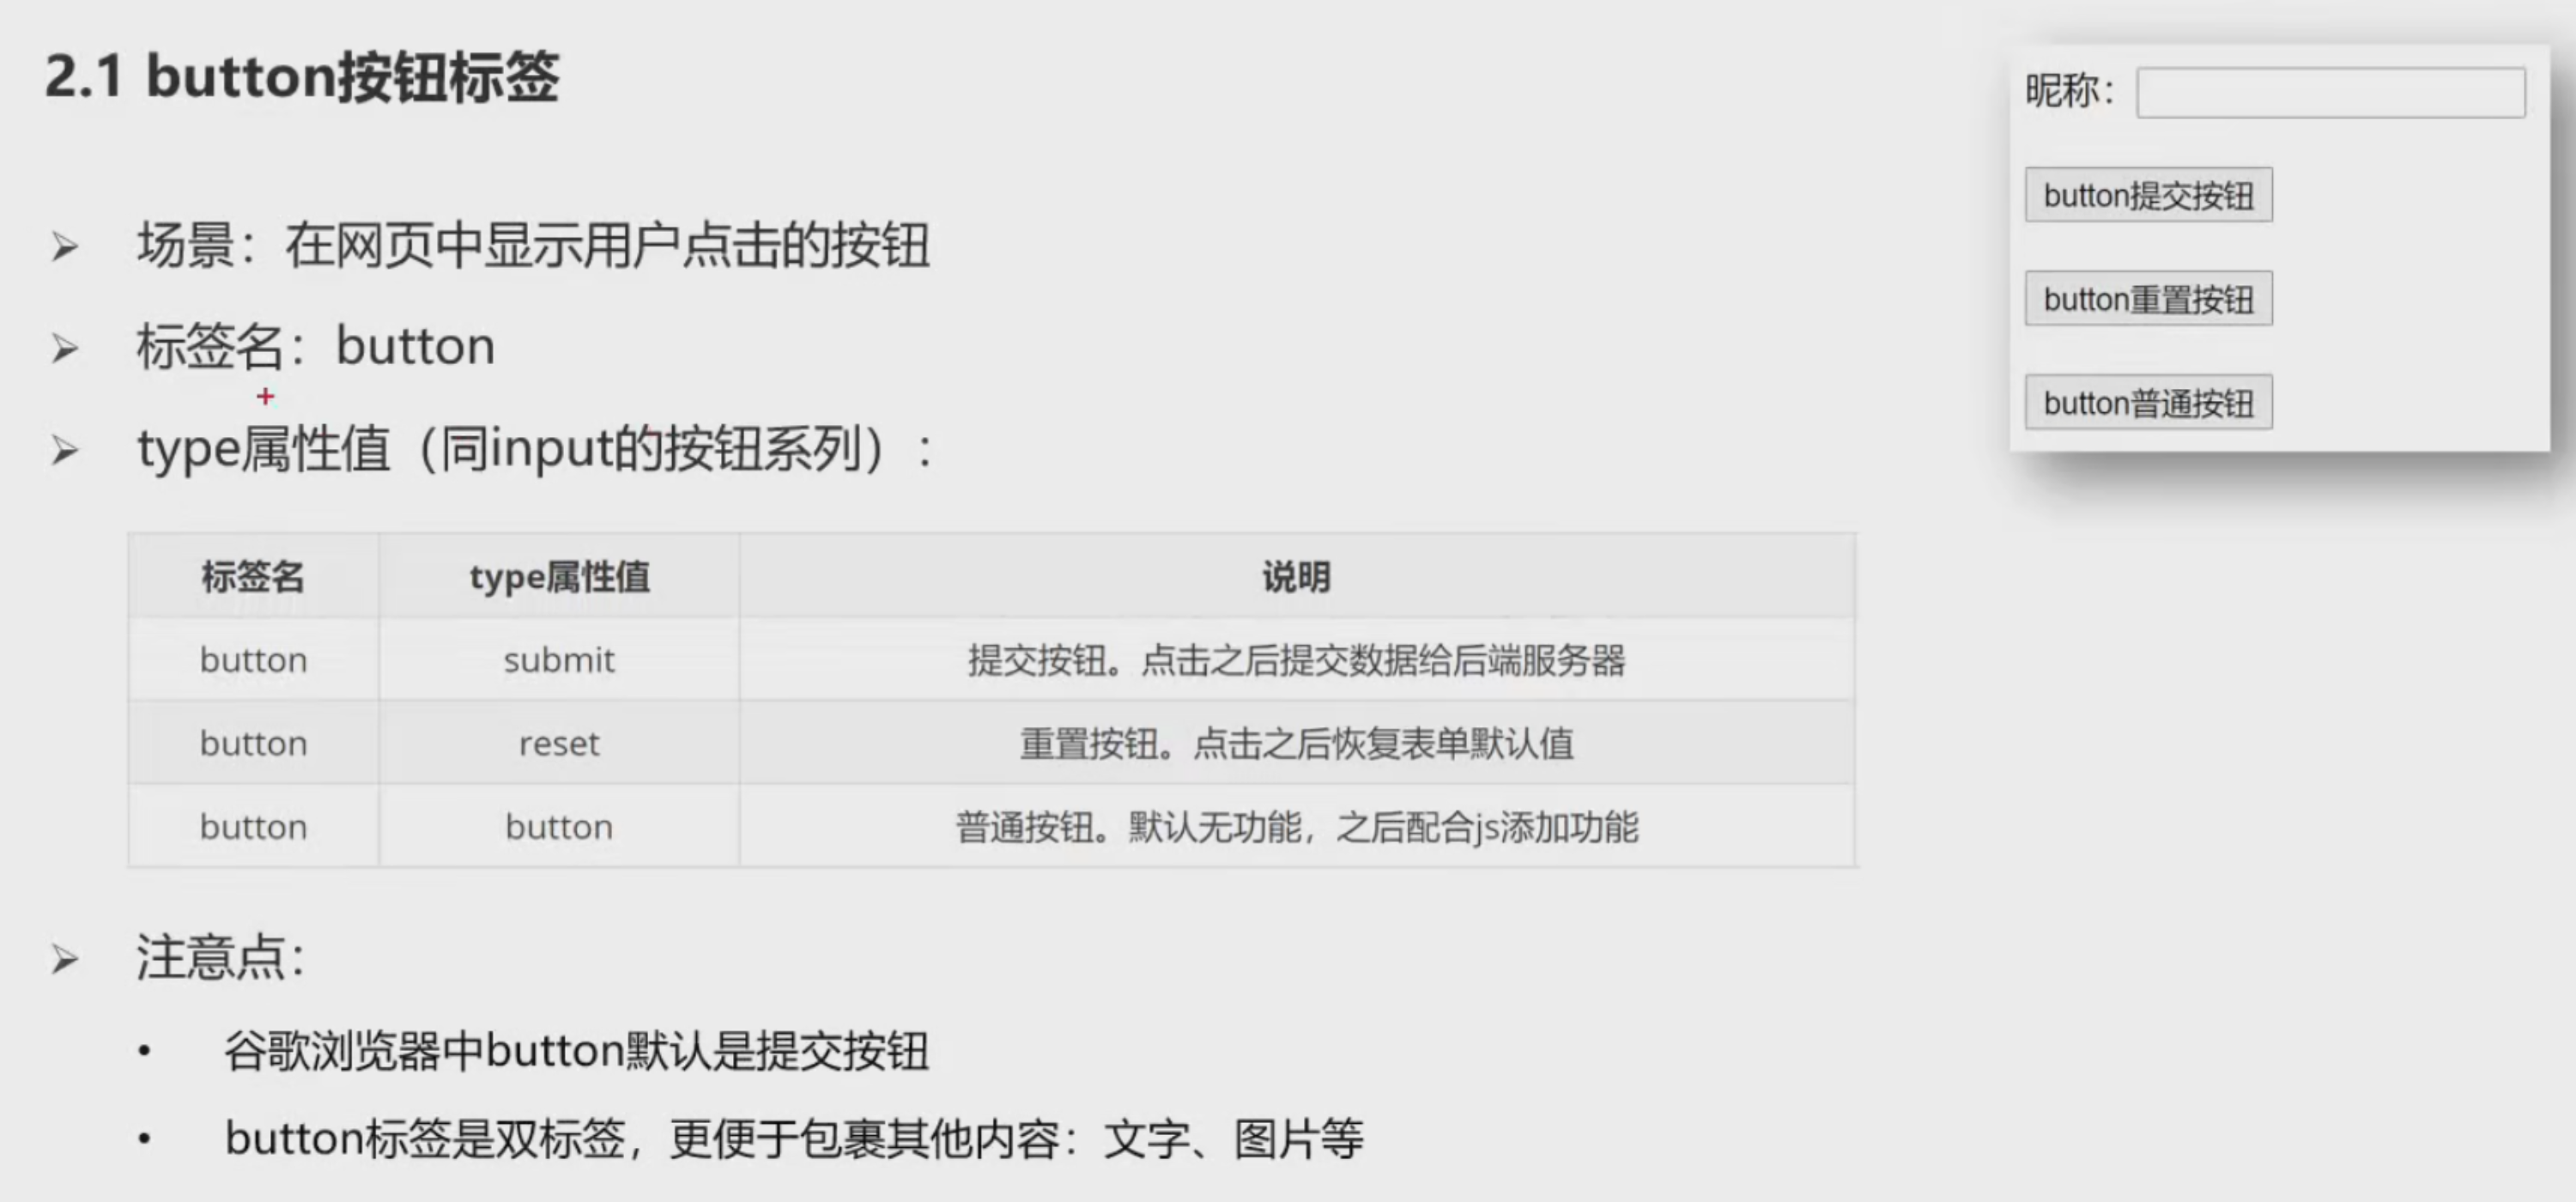 2.1 button按钮标签
场景：在网页中显示用户点击的按钮
标签名：button
type属性值（同input的按钮系列）：
标签名 type属性值 说明
button submit 提交按钮。点击之后提交数据给后端服务器
button reset 重置按钮。点击之后恢复表单默认值
button button 普通按钮。默认无功能，之后配合js添加功能
注意点：
谷歌浏览器中button默认是提交按钮
button标签是双标签，更便于包裹其他内容：文字、图片等
昵称：
button提交按钮
button重置按钮
button普通按钮